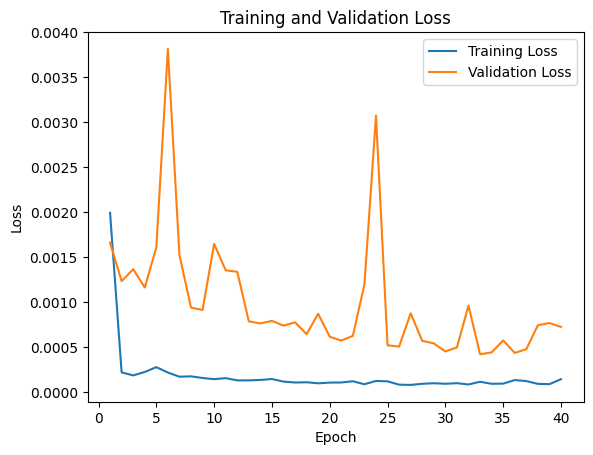 Training and Validation Loss
0.0040
0.0035
0.0030
0.0025
0.0020
0.0015
0.0010
0.0005
0.0000
Loss
Training Loss
Validation Loss
0 5 10 15 20 25 30 35 40
Epoch